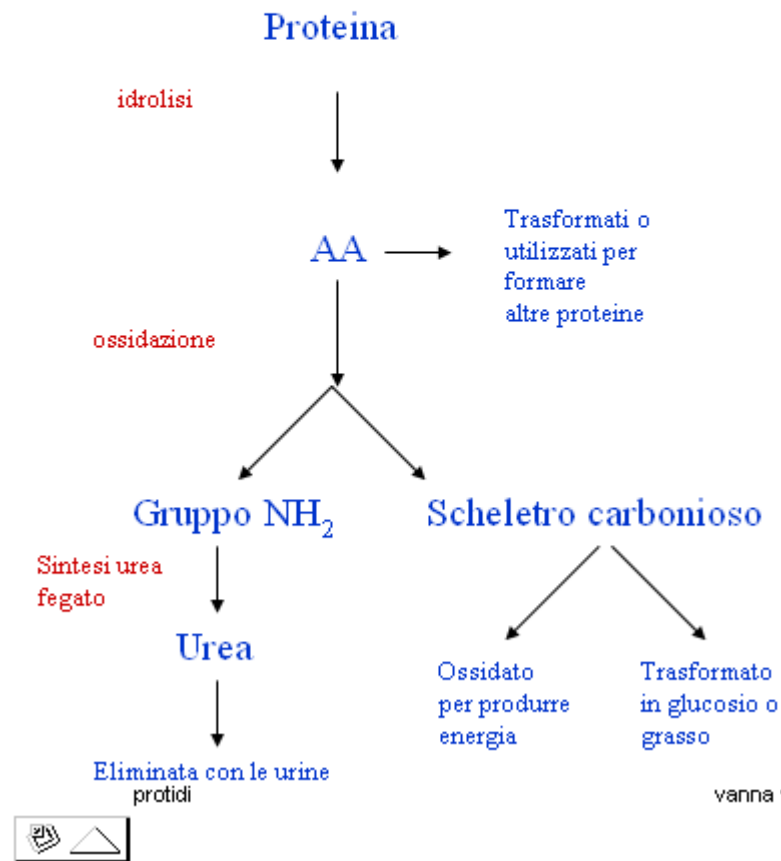 Proteina
idrolisi
AA
Trasformati o
utilizzati per
formare
altre proteine
ossidazione
Gruppo NH₂
Scheletro carbonioso
Sintesi urea
fegato
Urea
Ossidato
per produrre
energia
Trasformato
in glucosio o
grasso
Eliminata con le urine
protidi
vanna